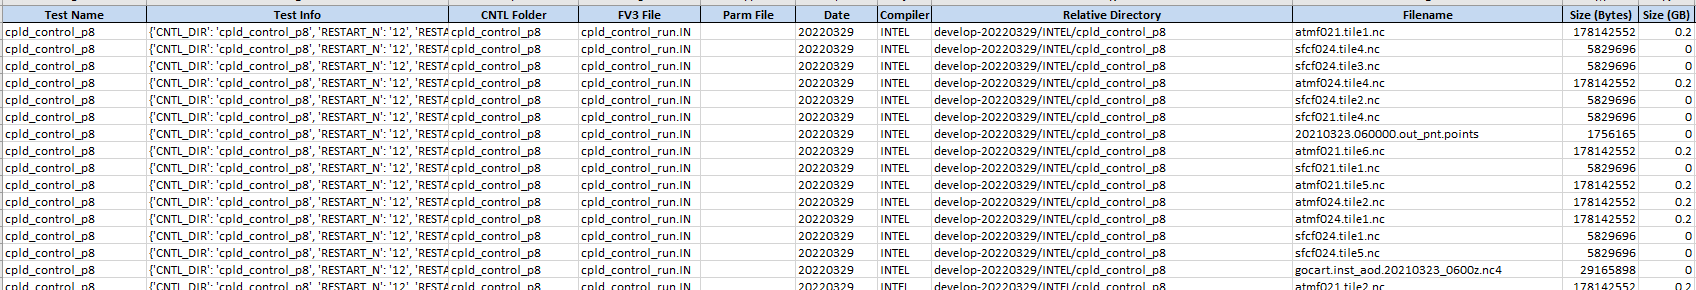 Test Name Test Info CNTL Folder FV3 File Parm File Date Compiler Relative Directory Filename Size (Bytes) Size (GB)
cpld_control_p8 {'CNTL_DIR': 'cpld_control_p8', 'RESTART_N': '12', 'RESTA cpld_control_p8 cpld_control_run.IN 20220329 INTEL develop-20220329/INTEL/cpld_control_p8 atmf021.tile1.nc 178142552 0.2
cpld_control_p8 {'CNTL_DIR': 'cpld_control_p8', 'RESTART_N': '12', 'RESTA cpld_control_p8 cpld_control_run.IN 20220329 INTEL develop-20220329/INTEL/cpld_control_p8 sfcf024.tile4.nc 5829696 0
cpld_control_p8 {'CNTL_DIR': 'cpld_control_p8', 'RESTART_N': '12', 'RESTA cpld_control_p8 cpld_control_run.IN 20220329 INTEL develop-20220329/INTEL/cpld_control_p8 sfcf024.tile3.nc 5829696 0
cpld_control_p8 {'CNTL_DIR': 'cpld_control_p8', 'RESTART_N': '12', 'RESTA cpld_control_p8 cpld_control_run.IN 20220329 INTEL develop-20220329/INTEL/cpld_control_p8 atmf024.tile4.nc 178142552 0.2
cpld_control_p8 {'CNTL_DIR': 'cpld_control_p8', 'RESTART_N': '12', 'RESTA cpld_control_p8 cpld_control_run.IN 20220329 INTEL develop-20220329/INTEL/cpld_control_p8 sfcf024.tile2.nc 5829696 0
cpld_control_p8 {'CNTL_DIR': 'cpld_control_p8', 'RESTART_N': '12', 'RESTA cpld_control_p8 cpld_control_run.IN 20220329 INTEL develop-20220329/INTEL/cpld_control_p8 sfcf021.tile4.nc 5829696 0
cpld_control_p8 {'CNTL_DIR': 'cpld_control_p8', 'RESTART_N': '12', 'RESTA cpld_control_p8 cpld_control_run.IN 20220329 INTEL develop-20220329/INTEL/cpld_control_p8 20210323.060000.out_pnt.points 1756165 0
cpld_control_p8 {'CNTL_DIR': 'cpld_control_p8', 'RESTART_N': '12', 'RESTA cpld_control_p8 cpld_control_run.IN 20220329 INTEL develop-20220329/INTEL/cpld_control_p8 atmf021.tile6.nc 178142552 0.2
cpld_control_p8 {'CNTL_DIR': 'cpld_control_p8', 'RESTART_N': '12', 'RESTA cpld_control_p8 cpld_control_run.IN 20220329 INTEL develop-20220329/INTEL/cpld_control_p8 sfcf021.tile1.nc 5829696 0
cpld_control_p8 {'CNTL_DIR': 'cpld_control_p8', 'RESTART_N': '12', 'RESTA cpld_control_p8 cpld_control_run.IN 20220329 INTEL develop-20220329/INTEL/cpld_control_p8 atmf021.tile5.nc 178142552 0.2
cpld_control_p8 {'CNTL_DIR': 'cpld_control_p8', 'RESTART_N': '12', 'RESTA cpld_control_p8 cpld_control_run.IN 20220329 INTEL develop-20220329/INTEL/cpld_control_p8 atmf024.tile2.nc 178142552 0.2
cpld_control_p8 {'CNTL_DIR': 'cpld_control_p8', 'RESTART_N': '12', 'RESTA cpld_control_p8 cpld_control_run.IN 20220329 INTEL develop-20220329/INTEL/cpld_control_p8 atmf024.tile1.nc 178142552 0.2
cpld_control_p8 {'CNTL_DIR': 'cpld_control_p8', 'RESTART_N': '12', 'RESTA cpld_control_p8 cpld_control_run.IN 20220329 INTEL develop-20220329/INTEL/cpld_control_p8 sfcf024.tile1.nc 5829696 0
cpld_control_p8 {'CNTL_DIR': 'cpld_control_p8', 'RESTART_N': '12', 'RESTA cpld_control_p8 cpld_control_run.IN 20220329 INTEL develop-20220329/INTEL/cpld_control_p8 sfcf024.tile5.nc 5829696 0
cpld_control_p8 {'CNTL_DIR': 'cpld_control_p8', 'RESTART_N': '12', 'RESTA cpld_control_p8 cpld_control_run.IN 20220329 INTEL develop-20220329/INTEL/cpld_control_p8 gocart.inst_aod.20210323_0600z.nc4 29165898 0
cpld_control_p8 {'CNTL_DIR': 'cpld_control_p8', 'RESTART_N': '12', 'RESTA cpld_control_p8 cpld_control_run.IN 20220329 INTEL develop-20220329/INTEL/cpld_control_p8 atmf021.tile2.nc 178142552 0.2